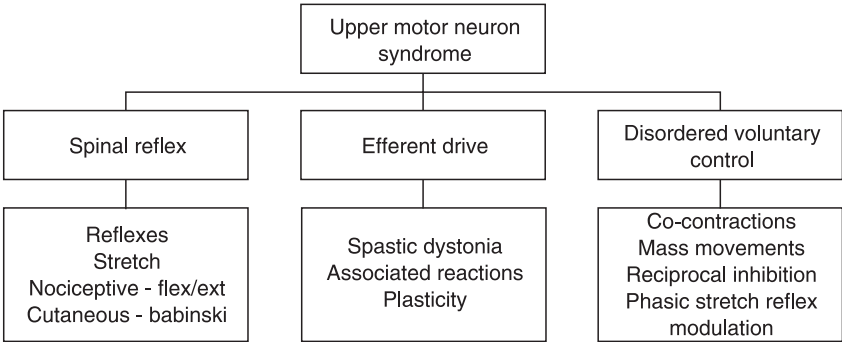 Upper motor neuron
syndrome
Spinal reflex
Efferent drive
Disordered voluntary
control
Reflexes
Stretch
Nociceptive - flex/ext
Cutaneous - babinski
Spastic dystonia
Associated reactions
Plasticity
Co-contractions
Mass movements
Reciprocal inhibition
Phasic stretch reflex
modulation